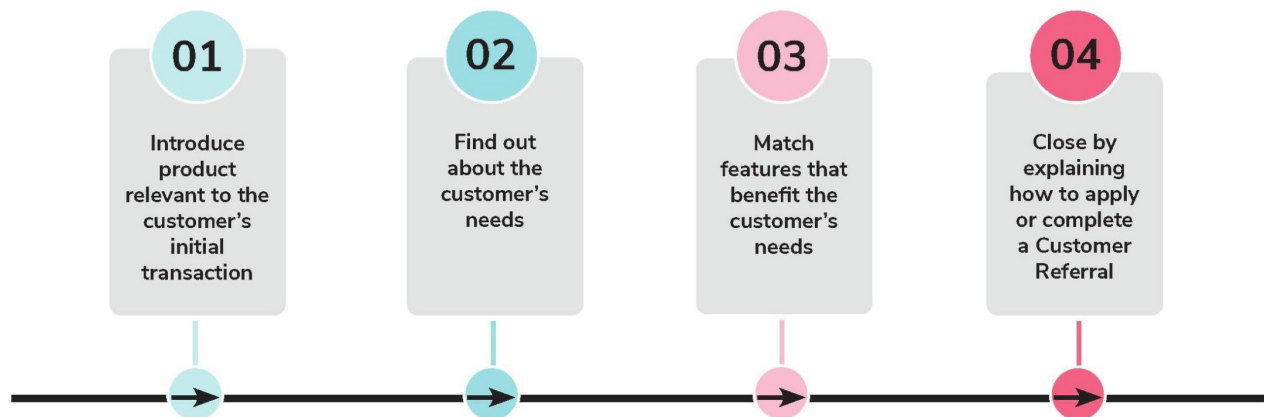 01
Introduce
product
relevant to the
customer’s
initial
transaction
02
Find out
about the
customer’s
needs
03
Match
features that
benefit the
customer’s
needs
04
Close by
explaining
how to apply
or complete
a Customer
Referral